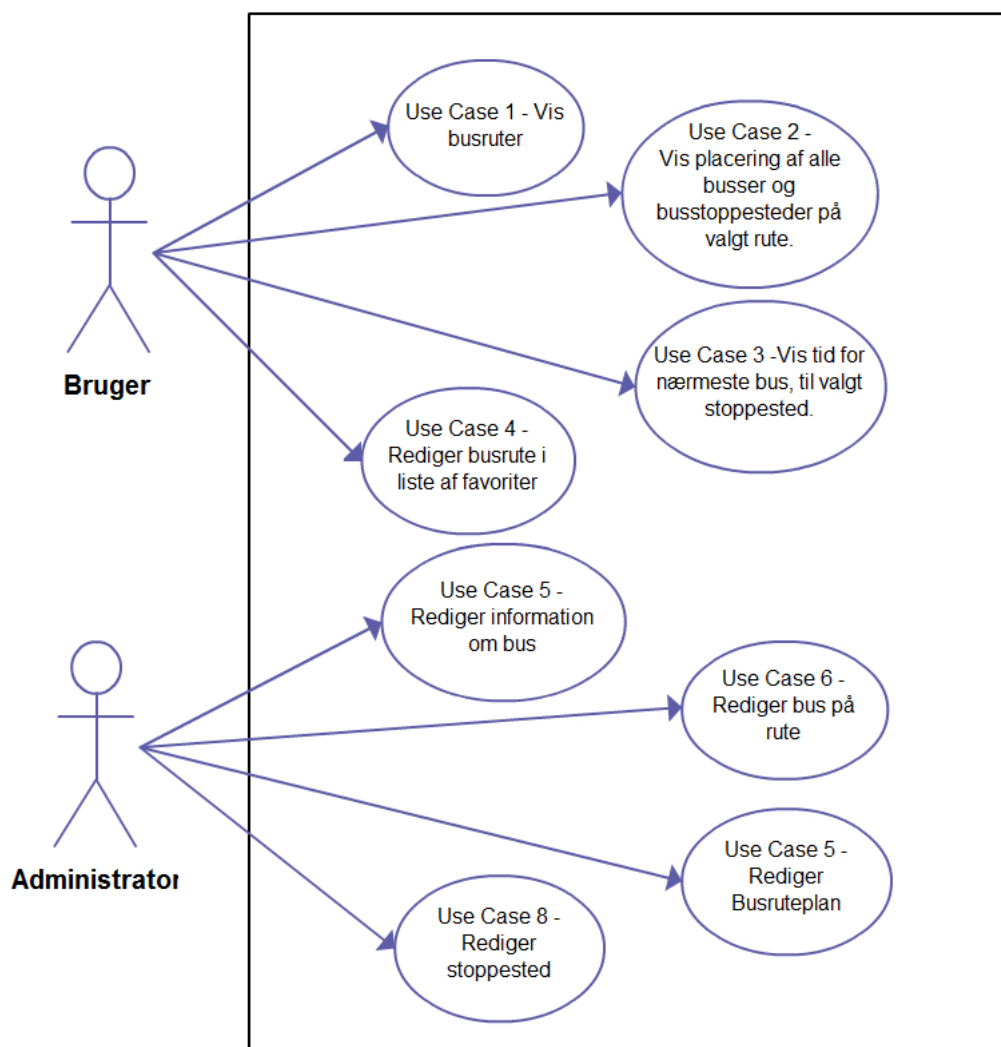 Use Case 1 - Vis
busruter
Use Case 2 -
Vis placering af alle
busser og
busstoppesteder på
valgt rute.
Bruger
Use Case 3 -Vis tid for
nærmeste bus, til valgt
stoppested.
Use Case 4 -
Rediger busrute i
liste af favoriter
Use Case 5 -
Rediger information
om bus
Use Case 6 -
Rediger bus på
rute
Administrator
Use Case 5 -
Rediger
Busruteplan
Use Case 8 -
Rediger
stoppested